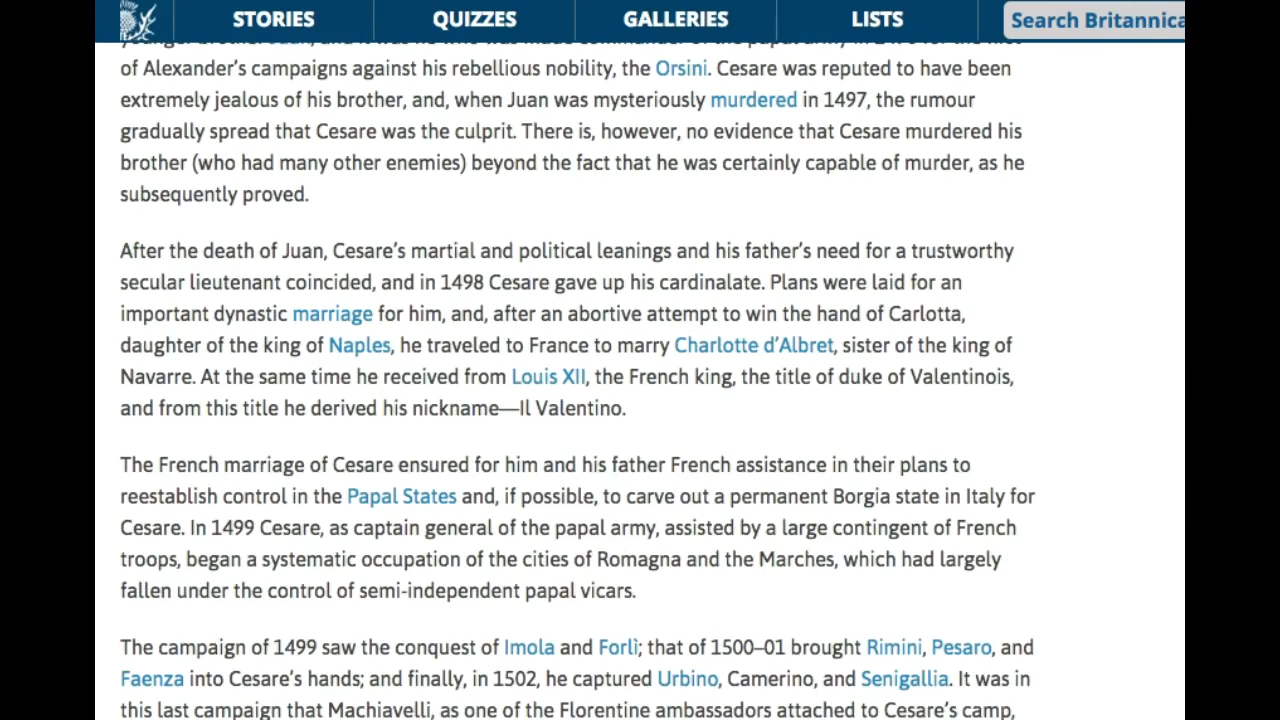 STORIES QUIZZES GALLERIES LISTS Search Britannica
of Alexander’s campaigns against his rebellious nobility, the Orsini. Cesare was reputed to have been
extremely jealous of his brother, and, when Juan was mysteriously murdered in 1497, the rumour
gradually spread that Cesare was the culprit. There is, however, no evidence that Cesare murdered his
brother (who had many other enemies) beyond the fact that he was certainly capable of murder, as he
subsequently proved.
After the death of Juan, Cesare’s martial and political leanings and his father’s need for a trustworthy
secular lieutenant coincided, and in 1498 Cesare gave up his cardinalate. Plans were laid for an
important dynastic marriage for him, and, after an abortive attempt to win the hand of Carlotta,
daughter of the king of Naples, he traveled to France to marry Charlotte d’Albret, sister of the king of
Navarre. At the same time he received from Louis XII, the French king, the title of duke of Valentinois,
and from this title he derived his nickname—Il Valentino.
The French marriage of Cesare ensured for him and his father French assistance in their plans to
reestablish control in the Papal States and, if possible, to carve out a permanent Borgia state in Italy for
Cesare. In 1499 Cesare, as captain general of the papal army, assisted by a large contingent of French
troops, began a systematic occupation of the cities of Romagna and the Marches, which had largely
fallen under the control of semi-independent papal vicars.
The campaign of 1499 saw the conquest of Imola and Forlì; that of 1500–01 brought Rimini, Pesaro, and
Faenza into Cesare’s hands; and finally, in 1502, he captured Urbino, Camerino, and Senigallia. It was in
this last campaign that Machiavelli, as one of the Florentine ambassadors attached to Cesare’s camp,